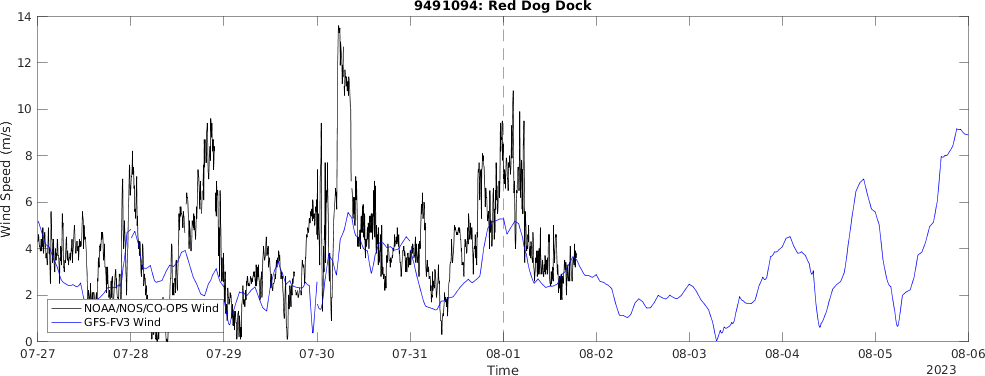 9491094: Red Dog Dock
Wind Speed (m/s)
14
12
10
8
6
4
2
0
NOAA/NOS/CO-OPS Wind
GFS-FV3 Wind
07-27 07-28 07-29 07-30 07-31 08-01 08-02 08-03 08-04 08-05 08-06
Time
2023